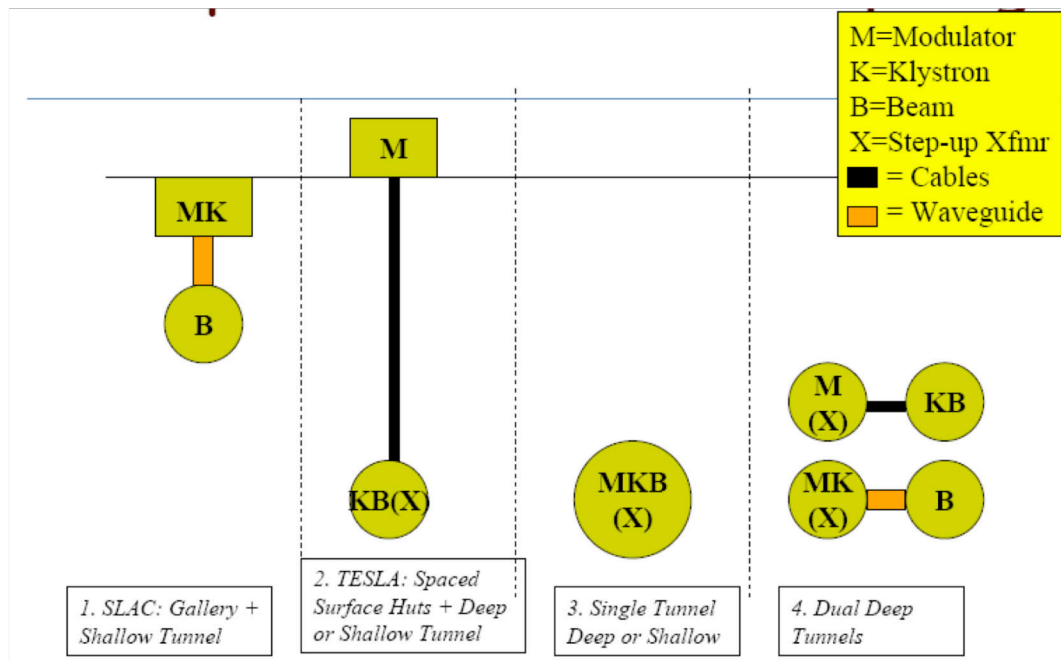 M=Modulator
K=Klystron
B=Beam
X=Step-up Xfmr
= Cables
= Waveguide
M
MK
B
KB(X)
MKB
(X)
M
(X)
KB
MK
(X)
B
1. SLAC: Gallery +
Shallow Tunnel
2. TESLA: Spaced
Surface Huts + Deep
or Shallow Tunnel
3. Single Tunnel
Deep or Shallow
4. Dual Deep
Tunnels